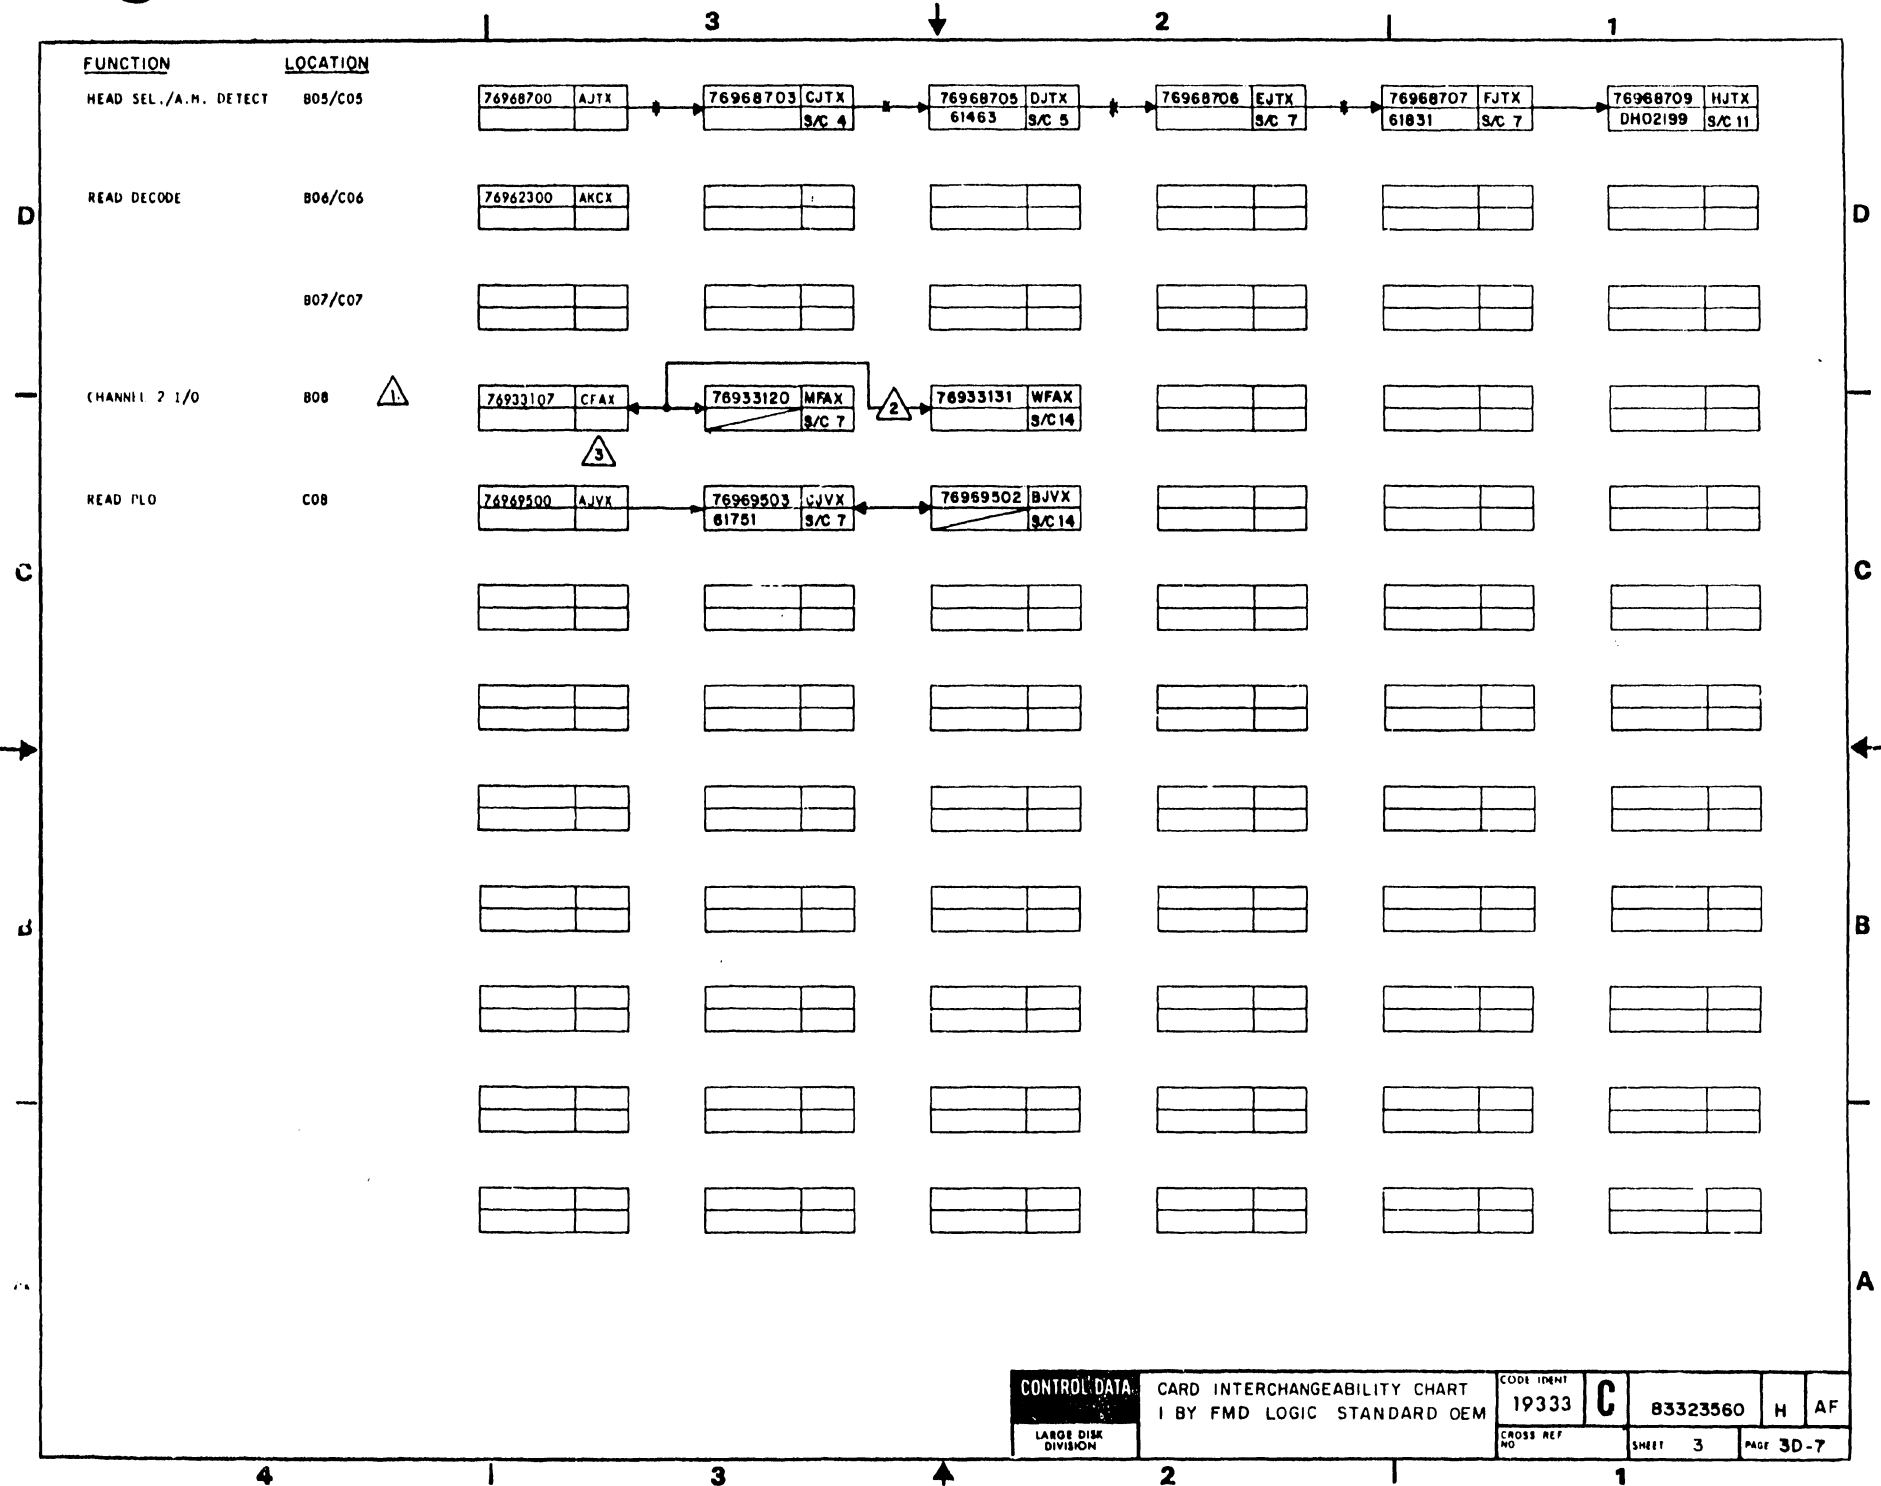 3 2 1
FUNCTION LOCATION
HEAD SEL./A.M. DETECT B05/C05 76968700 AJTX 76968703 CJTX 76968705 DJTX 76968706 EJTX 76968707 FJTX 76968709 HJTX
S/C 4 61463 S/C 5 S/C 7 61831 S/C 7 DH02199 S/C 11
READ DECODE B06/C06 76962300 AKCX
D D
B07/C07
CHANNEL 2 I/O B08 1 76933107 CFAX 76933120 MFAX 2 76933131 WFAX
S/C 7 S/C 14
3
READ PLO C08 76969500 AJVX 76969503 CJVX 76969502 BJVX
61751 S/C 7 S/C 14
C C
B
A
CONTROL DATA
LARGE DISK
DIVISION
CARD INTERCHANGEABILITY CHART
1 BY FMD LOGIC STANDARD OEM
CODE IDENT
19333
C
83323560
H
AF
CROSS REF
NO
SHEET 3
PAGE 3D-7
4 3 2 1